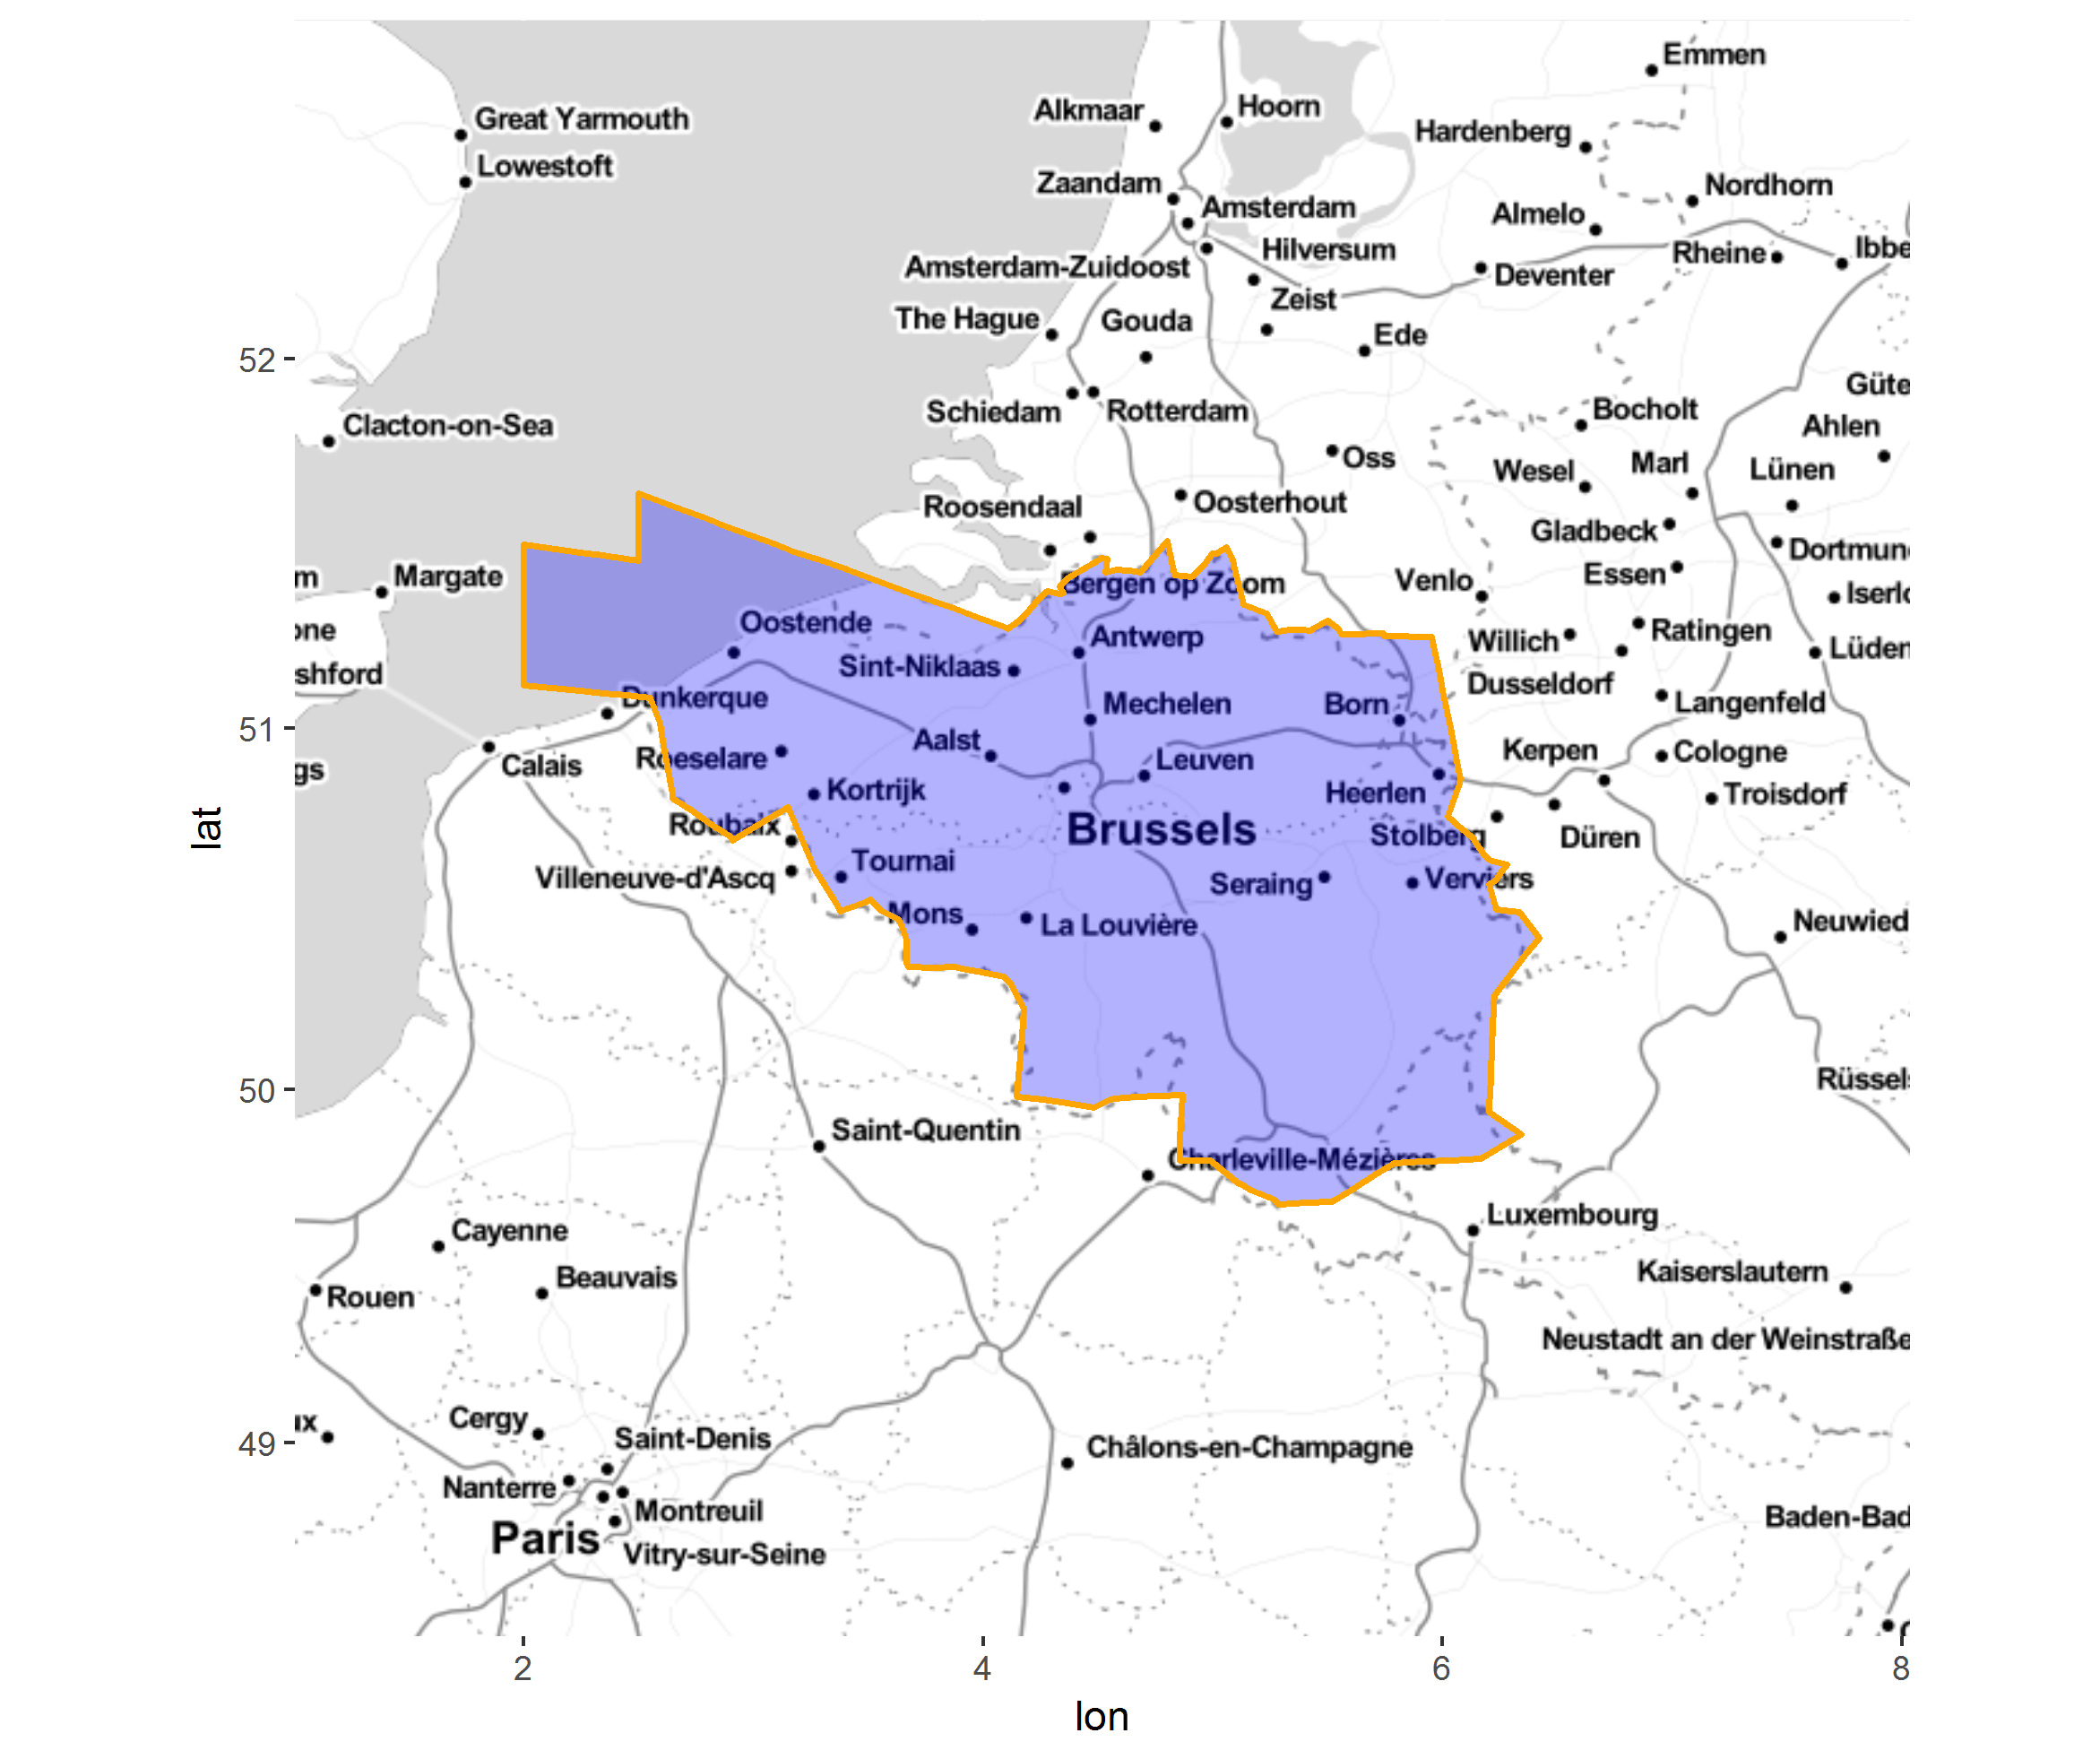 Emmen
Great Yarmouth
Alkmaar
Hoorn
Hardenberg
Lowestoft
Zaandam
Nordhorn
Amsterdam
Almelo
Hilversum
Rheine
Ibbe
Amsterdam-Zuidoost
Deventer
Zeist
The Hague
Gouda
Ede
52
Güte
Schiedam
Rotterdam
Bocholt
Clacton-on-Sea
Ahlen
Oss
Wesel
Marl
Lünen
Roosendaal
Oosterhout
Gladbeck
Dortmun
m
Margate
Bergen op Zoom
Venlo
Essen
Iserlo
one
Oostende
Antwerp
Willich
Ratingen
Lüden
shford
Sint-Niklaas
Dusseldorf
Dunkerque
Mechelen
Born
Langenfeld
51
Aalst
Kerpen
Cologne
gs
Calais
Roeselare
Leuven
Kortrijk
Heerlen
Troisdorf
lat
Roubaix
Brussels
Stolberg
Düren
Tournai
Villeneuve-d'Ascq
Seraing
Verviers
Mons
La Louvière
Neuwied
50
Rüssels
Saint-Quentin
Charleville-Mézières
Cayenne
Luxembourg
Beauvais
Kaiserslautern
Rouen
Neustadt an der Weinstraße
ux
Cergy
Saint-Denis
49
Châlons-en-Champagne
Nanterre
Montreuil
Baden-Bad
Paris
Vitry-sur-Seine
2
4
6
8
lon